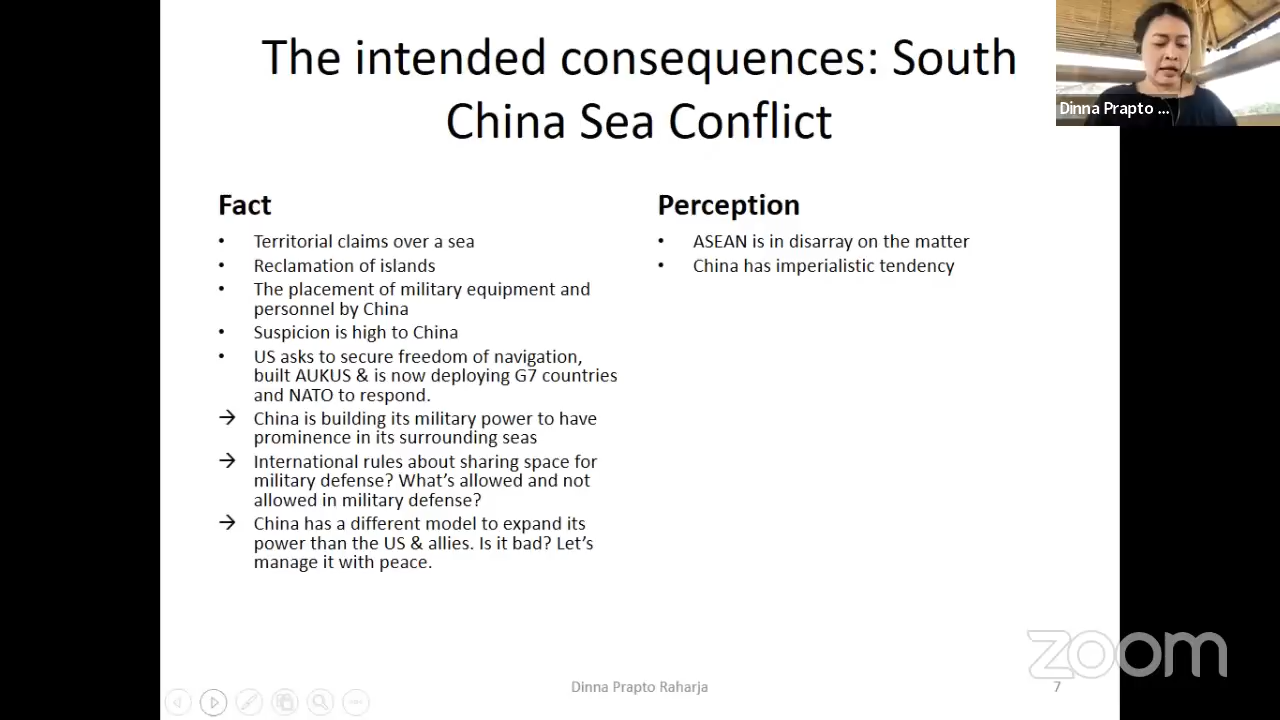 The intended consequences: South
China Sea Conflict
Dinna Prapto ...
Fact
• Territorial claims over a sea
• Reclamation of islands
• The placement of military equipment and
personnel by China
• Suspicion is high to China
• US asks to secure freedom of navigation,
built AUKUS & is now deploying G7 countries
and NATO to respond.
→ China is building its military power to have
prominence in its surrounding seas
→ International rules about sharing space for
military defense? What's allowed and not
allowed in military defense?
→ China has a different model to expand its
power than the US & allies. Is it bad? Let's
manage it with peace.
Perception
• ASEAN is in disarray on the matter
• China has imperialistic tendency
zoom
Dinna Prapto Raharja
7